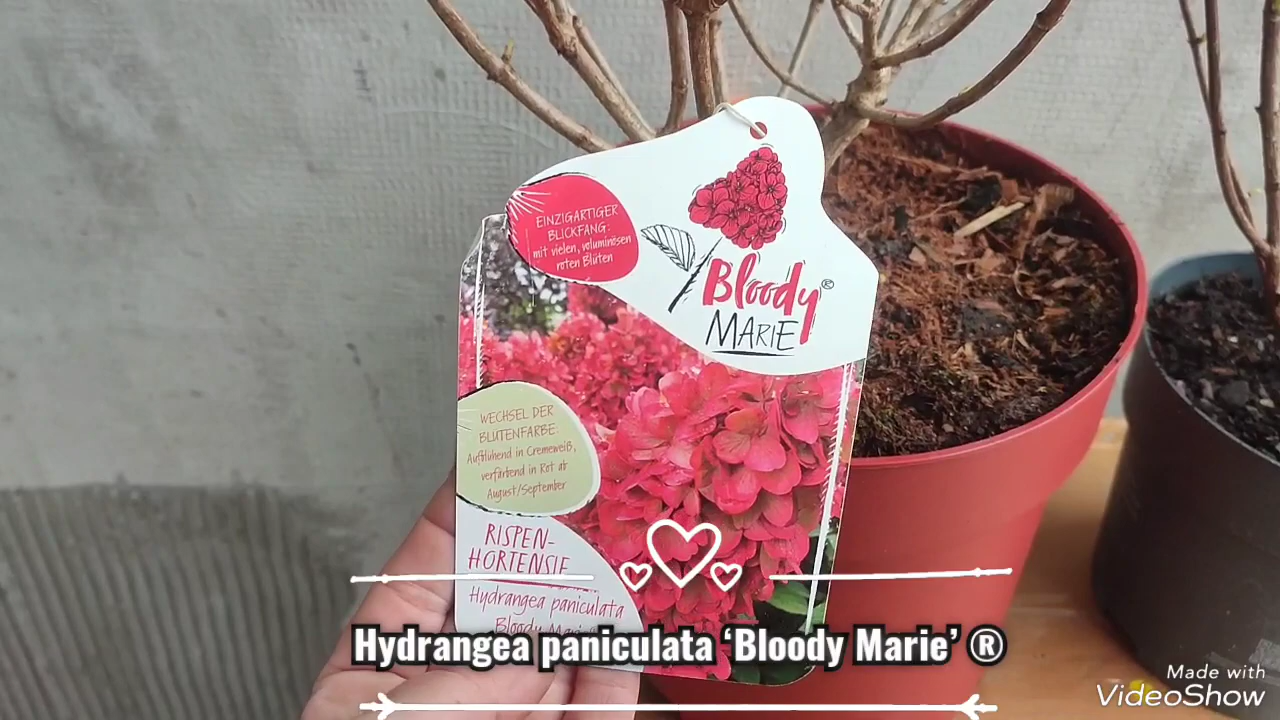 EINZIGARTIGER
BLICKFANG:
mit vielen, voluminösen
roten Blüten
Bloody®
MARIE
WECHSEL DER
BLÜTENFARBE:
Aufblühend in Cremeweiß,
verfärbend in Rot ab
August/September
RISPEN-
HORTENSIE
Hydrangea paniculata
Bloody
Hydrangea paniculata ‘Bloody Marie’ ®
Made with
VideoShow